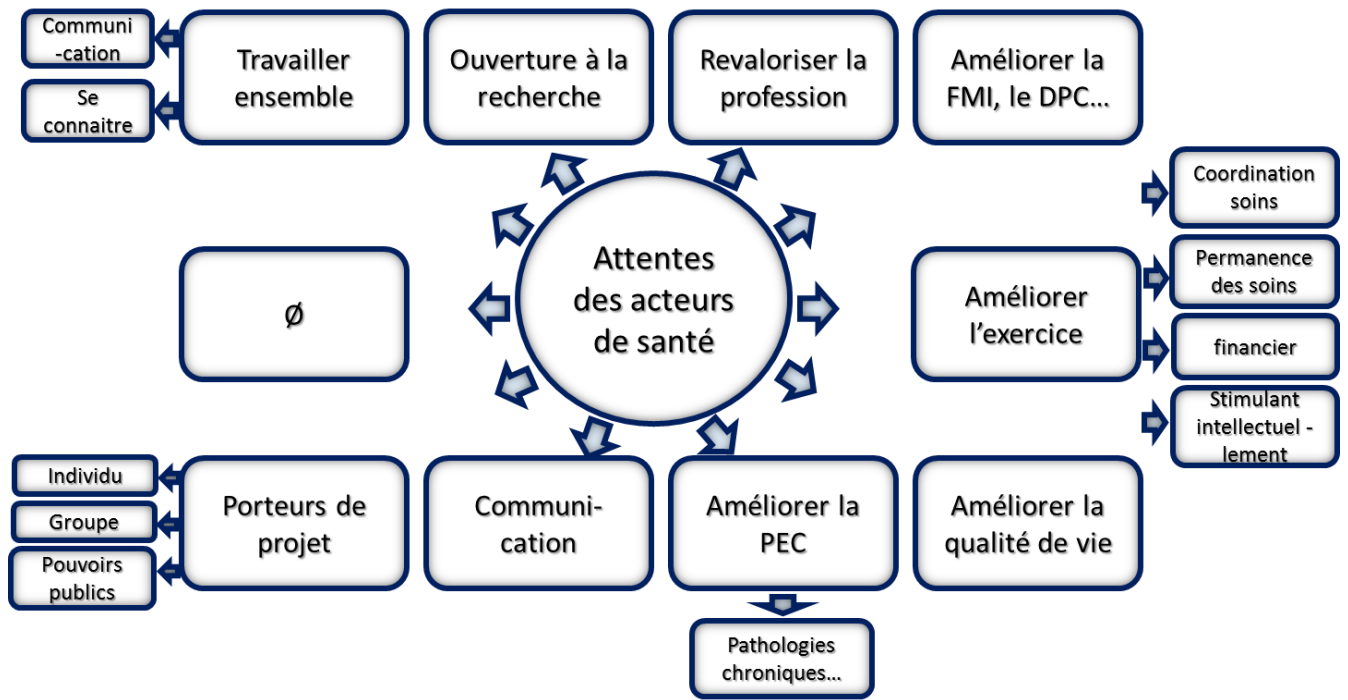 Communi
-cation
Se
connaitre
Travailler
ensemble
Ouverture à la
recherche
Revaloriser la
profession
Améliorer la
FMI, le DPC…
Attentes
des acteurs
de santé
Ø
Améliorer
l’exercice
Coordination
soins
Permanence
des soins
financier
Stimulant
intellectuel -
lement
Individu
Groupe
Pouvoirs
publics
Porteurs de
projet
Communi-
cation
Améliorer la
PEC
Améliorer la
qualité de vie
Pathologies
chroniques…